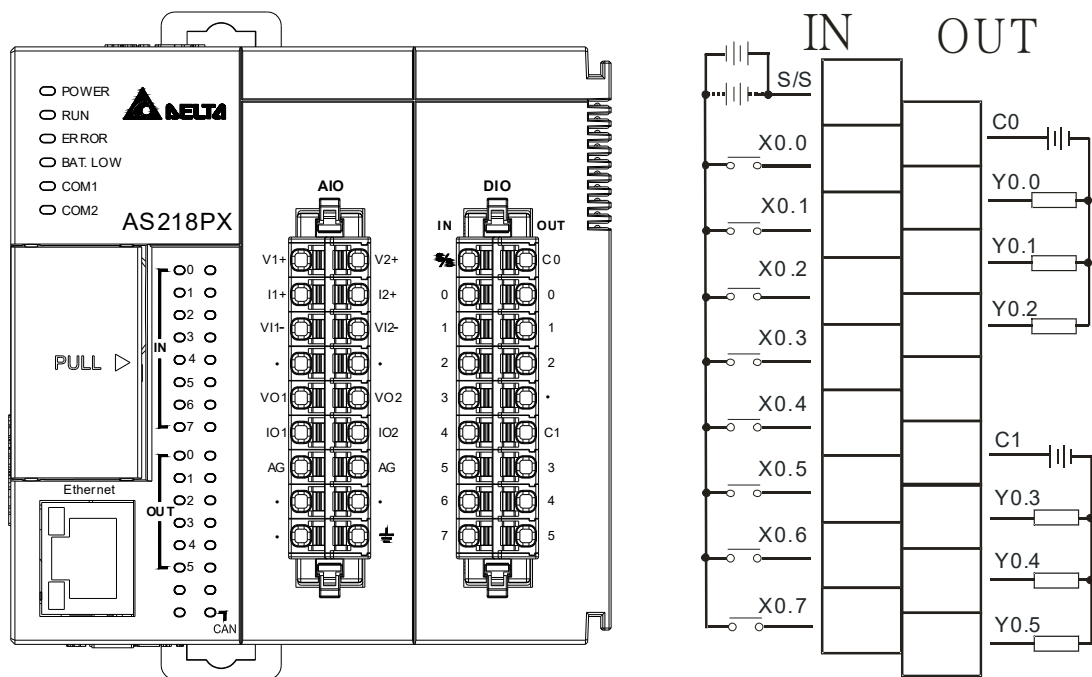 POWER
RUN
ERROR
BAT. LOW
COM1
COM2
DELTA
AS218PX
PULL
Ethernet
IN
0
1
2
3
4
5
6
7
OUT
0
1
2
3
4
5
CAN
AIO
V1+ V2+
I1+ I2+
VI1- VI2-
• •
VO1 VO2
IO1 IO2
AG AG
• •
•
DIO
IN OUT
S/S C0
0 0
1 1
2 2
3 •
4 C1
5 3
6 4
7 5
IN
S/S
X0.0
X0.1
X0.2
X0.3
X0.4
X0.5
X0.6
X0.7
OUT
C0
Y0.0
Y0.1
Y0.2
C1
Y0.3
Y0.4
Y0.5